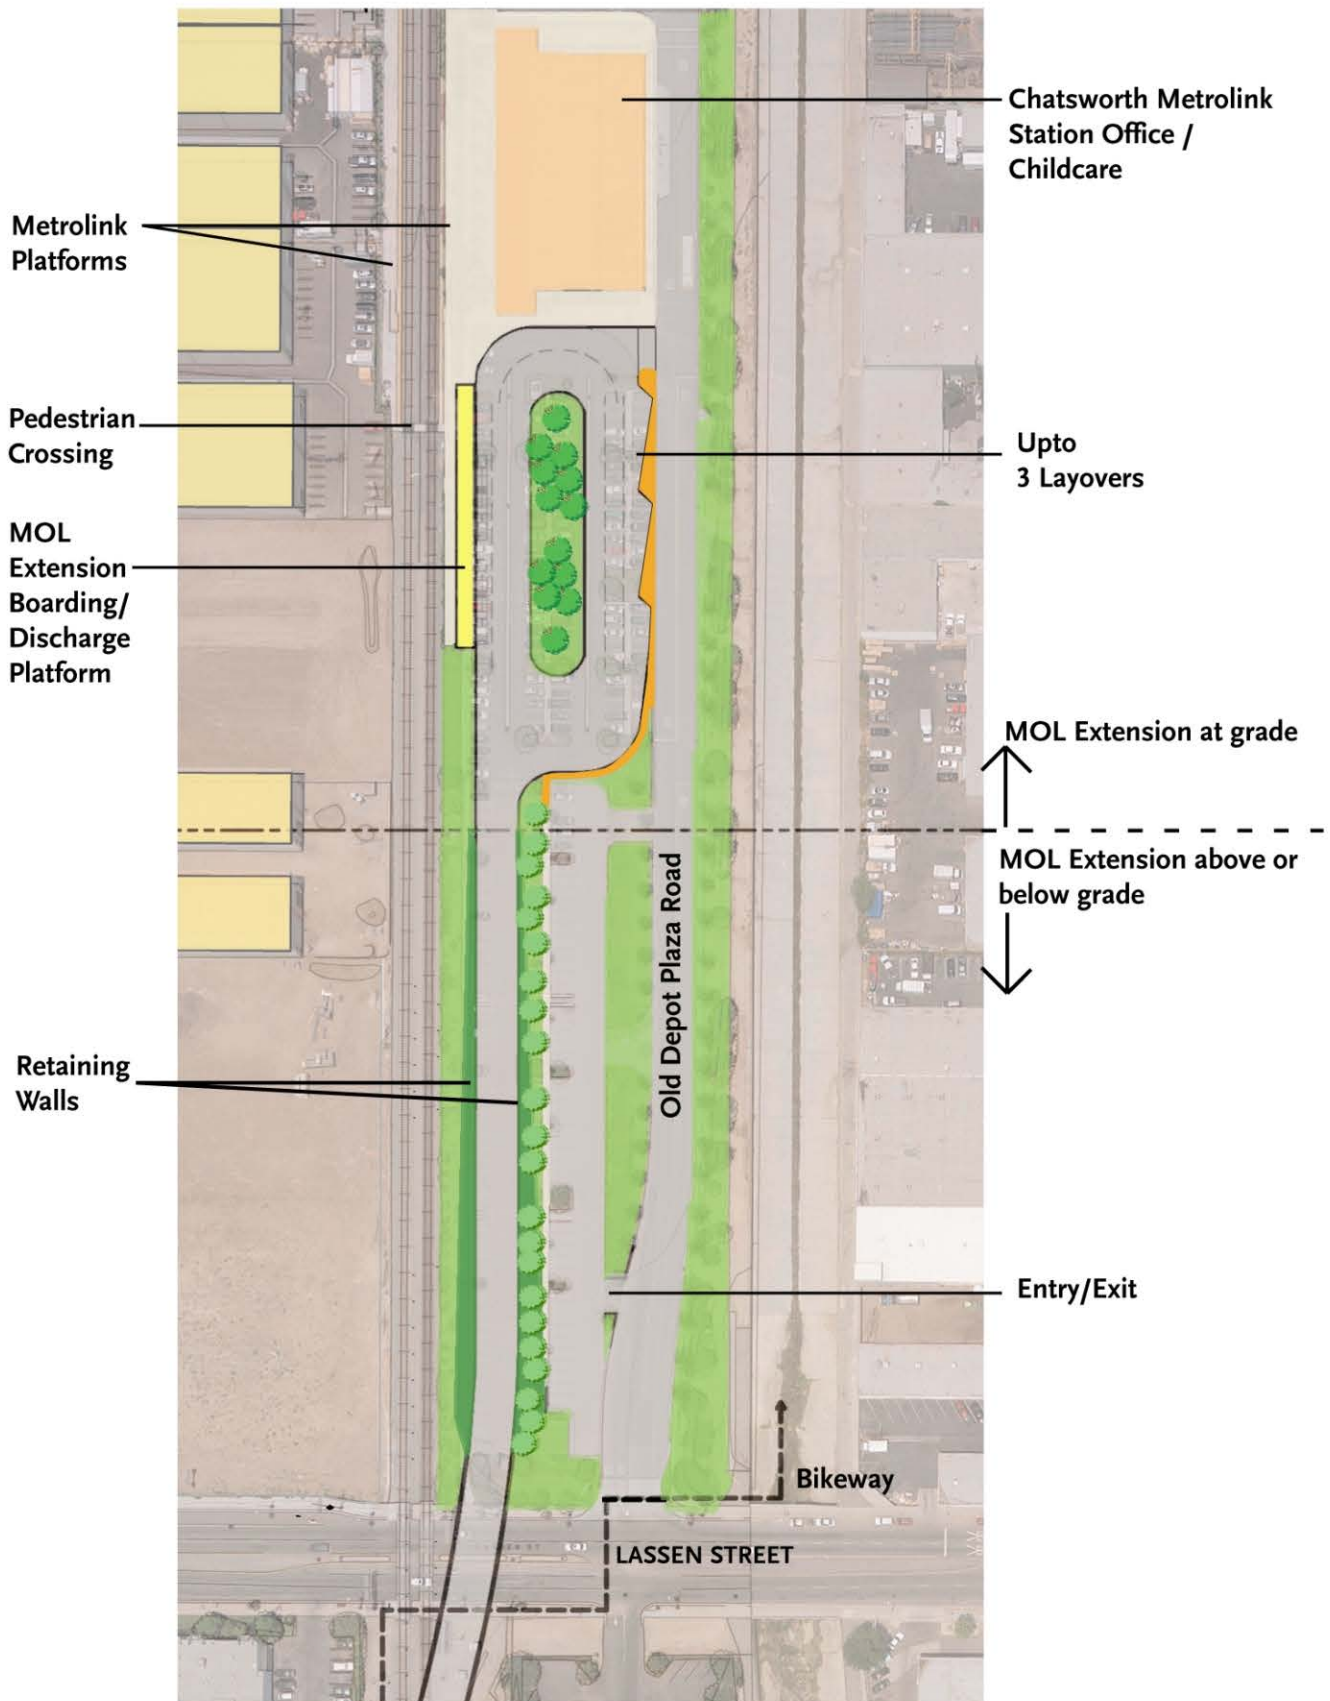 Chatsworth Metrolink
Station Office /
Childcare
Metrolink
Platforms
Pedestrian
Crossing
Upto
3 Layovers
MOL
Extension
Boarding/
Discharge
Platform
MOL Extension at grade
MOL Extension above or
below grade
Old Depot Plaza Road
Retaining
Walls
Entry/Exit
Bikeway
LASSEN STREET